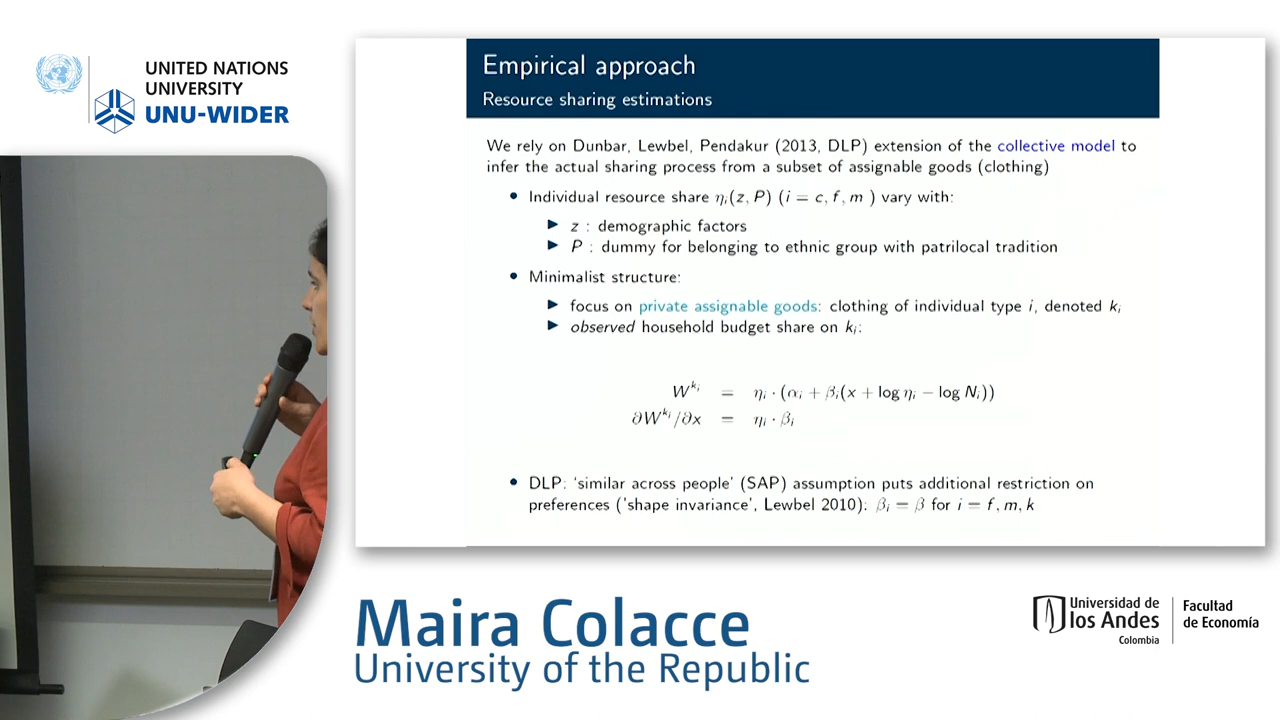 UNITED NATIONS
UNIVERSITY
UNU-WIDER
Empirical approach
Resource sharing estimations
We rely on Dunbar, Lewbel, Pendakur (2013, DLP) extension of the collective model to
infer the actual sharing process from a subset of assignable goods (clothing)
• Individual resource share ηᵢ(z, P) (i = c, f, m ) vary with:
▶ z : demographic factors
▶ P : dummy for belonging to ethnic group with patrilocal tradition
• Minimalist structure:
▶ focus on private assignable goods: clothing of individual type i, denoted kᵢ
▶ observed household budget share on kᵢ:
W^{kᵢ} = ηᵢ · (αᵢ + βᵢ(x + log ηᵢ − log Nᵢ))
∂W^{kᵢ}/∂x = ηᵢ · βᵢ
• DLP: 'similar across people' (SAP) assumption puts additional restriction on
preferences ('shape invariance', Lewbel 2010): βᵢ = β for i = f, m, k
Maira Colacce
University of the Republic
Universidad de
los Andes
Colombia
Facultad
de Economía